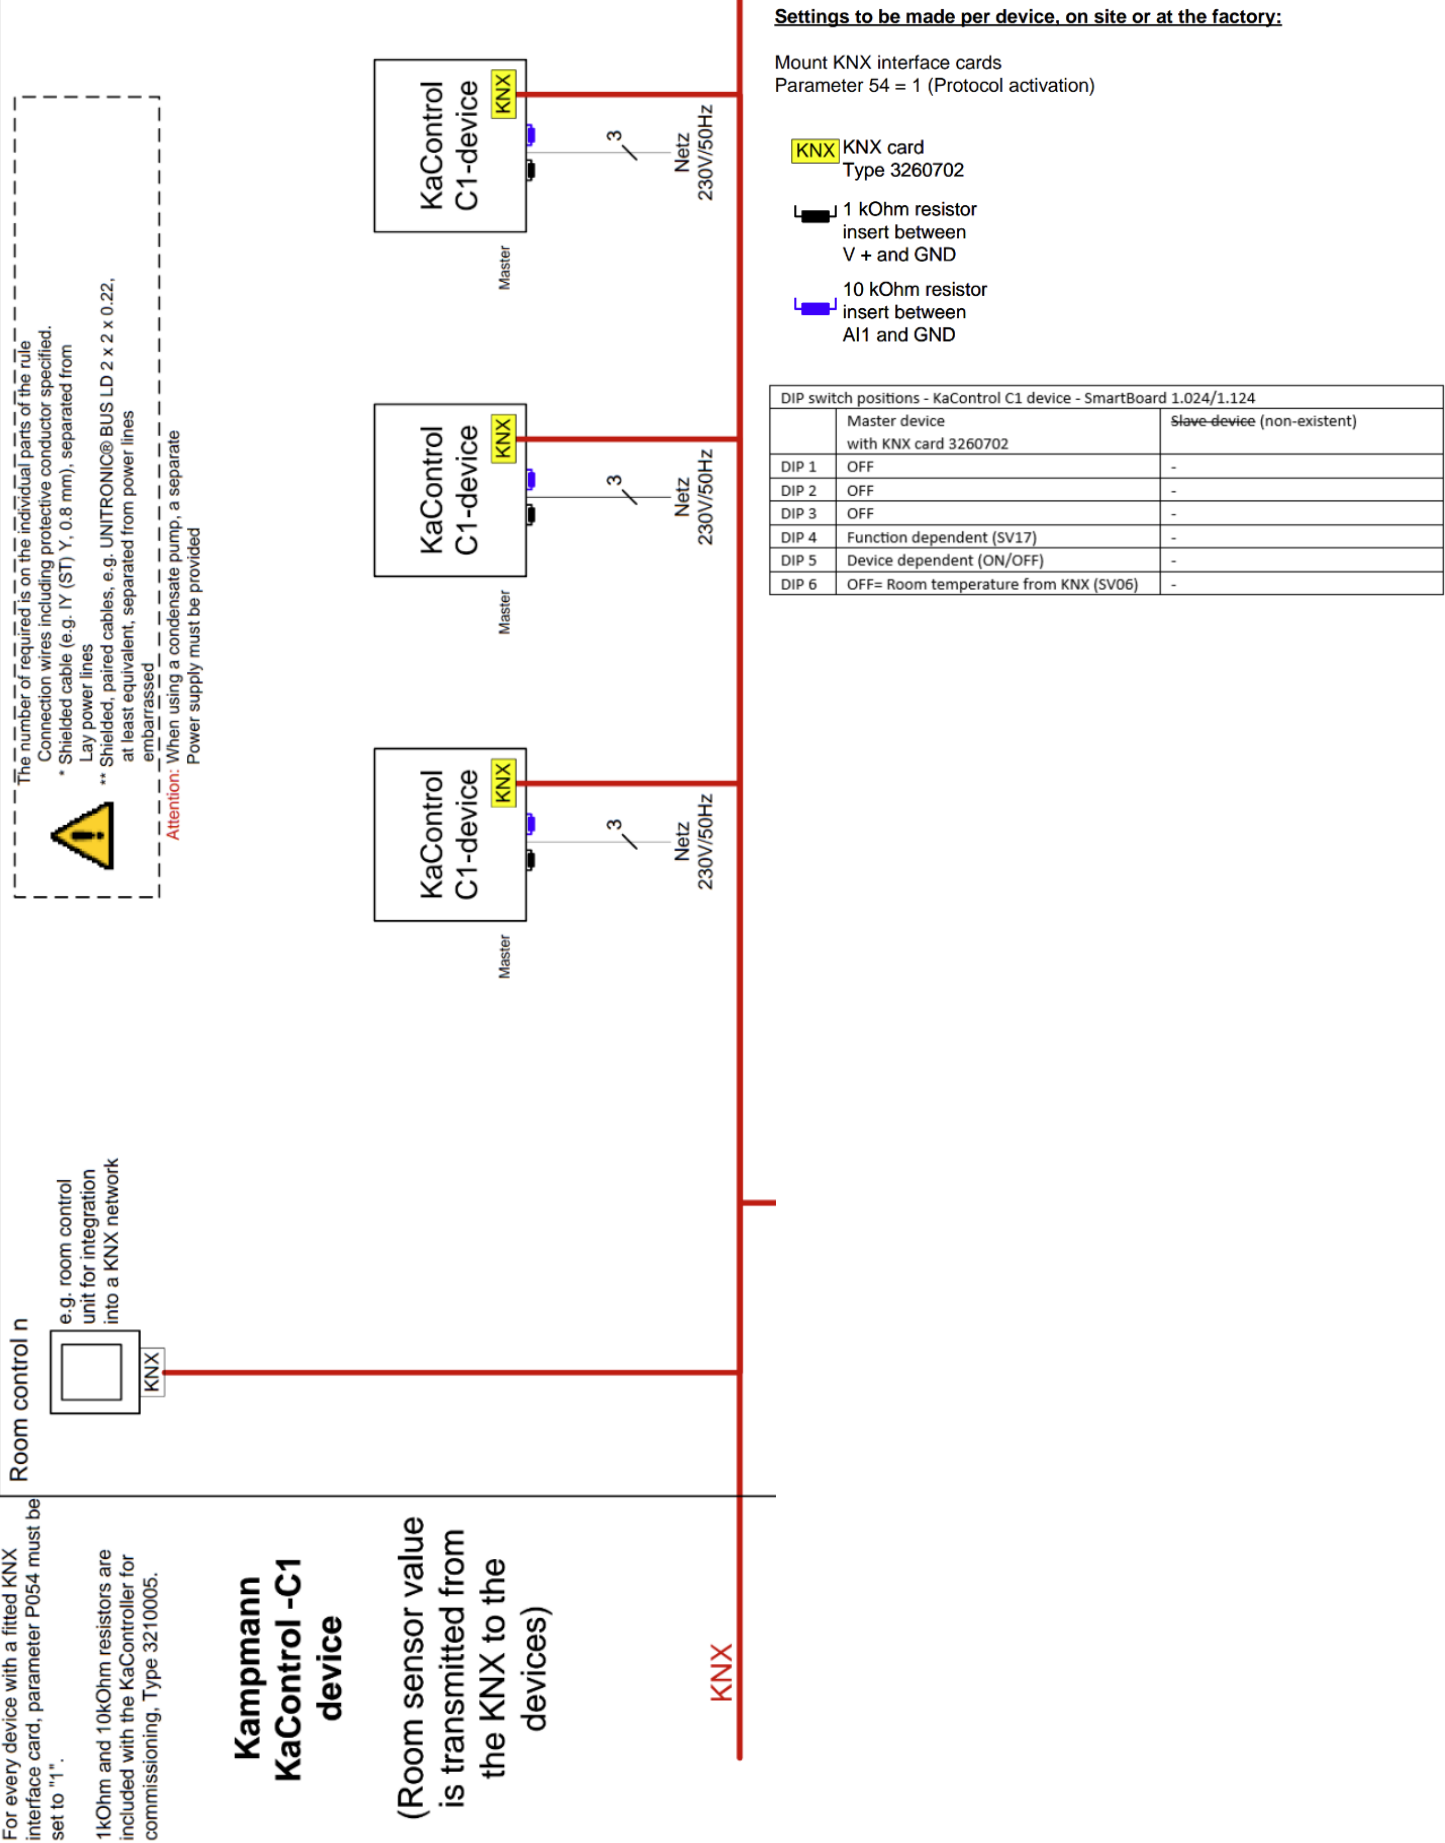 Settings to be made per device, on site or at the factory:
Mount KNX interface cards
Parameter 54 = 1 (Protocol activation)
KNX
KNX card
Type 3260702
1 kOhm resistor
insert between
V + and GND
10 kOhm resistor
insert between
AI1 and GND
DIP switch positions - KaControl C1 device - SmartBoard 1.024/1.124
Master device
with KNX card 3260702
Slave device (non-existent)
DIP 1 OFF -
DIP 2 OFF -
DIP 3 OFF -
DIP 4 Function dependent (SV17) -
DIP 5 Device dependent (ON/OFF) -
DIP 6 OFF= Room temperature from KNX (SV06) -
For every device with a fitted KNX
interface card, parameter P054 must be
set to "1".
1kOhm and 10kOhm resistors are
included with the KaController for
commissioning, Type 3210005.
Kampmann
KaControl -C1
device
(Room sensor value
is transmitted from
the KNX to the
devices)
KNX
Room control n
e.g. room control
unit for integration
into a KNX network
KNX
The number of required is on the individual parts of the rule
Connection wires including protective conductor specified.
* Shielded cable (e.g. IY (ST) Y, 0.8 mm), separated from
Lay power lines
** Shielded, paired cables, e.g. UNITRONIC® BUS LD 2 x 2 x 0.22,
at least equivalent, separated from power lines
embarrassed
Attention: When using a condensate pump, a separate
Power supply must be provided
KaControl
C1-device
KNX
Master
3
Netz
230V/50Hz
KaControl
C1-device
KNX
Master
3
Netz
230V/50Hz
KaControl
C1-device
KNX
Master
3
Netz
230V/50Hz